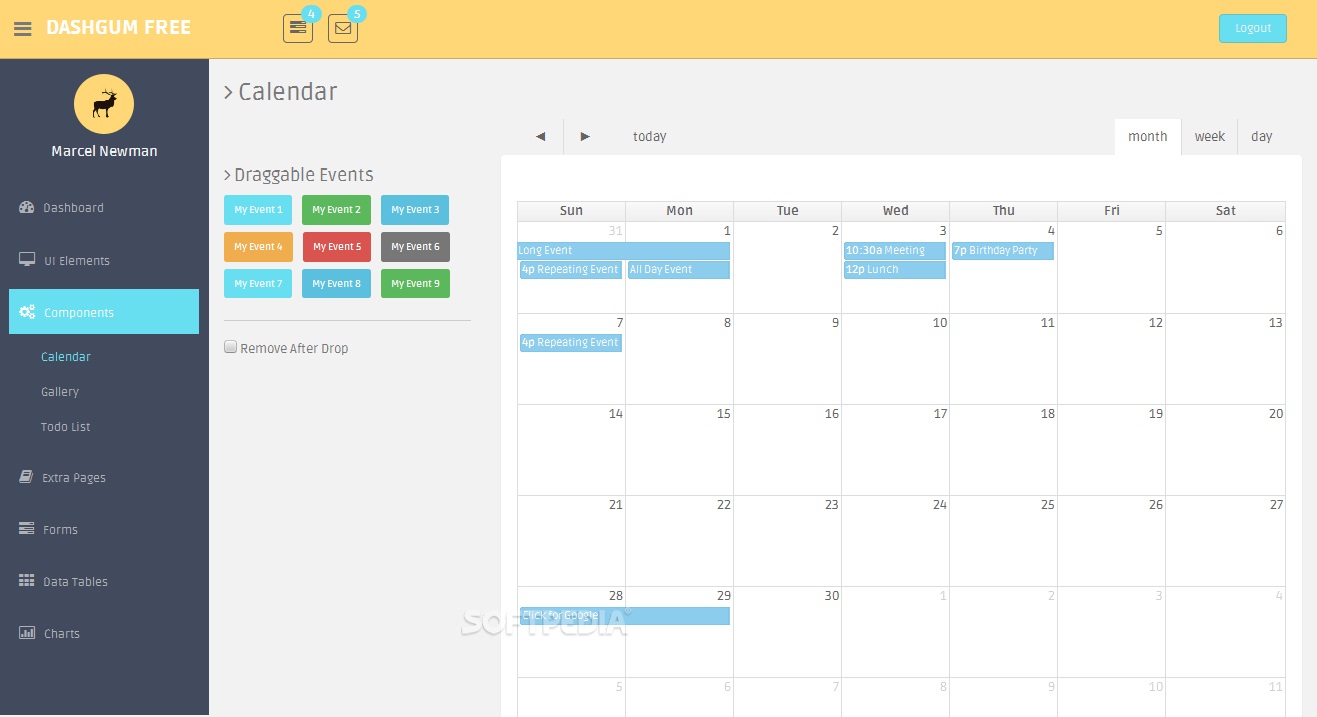 DASHGUM FREE
4
5
Logout
Marcel Newman
Dashboard
UI Elements
Components
Calendar
Gallery
Todo List
Extra Pages
Forms
Data Tables
Charts
> Calendar
> Draggable Events
My Event 1 My Event 2 My Event 3
My Event 4 My Event 5 My Event 6
My Event 7 My Event 8 My Event 9
Remove After Drop
today
month week day
Sun Mon Tue Wed Thu Fri Sat
31 1 2 3 4 5 6
Long Event 10:30a Meeting 7p Birthday Party
4p Repeating Event All Day Event 12p Lunch
7 8 9 10 11 12 13
4p Repeating Event
14 15 16 17 18 19 20
21 22 23 24 25 26 27
28 29 30 1 2 3 4
Click for Google
SOFTPEDIA
5 6 7 8 9 10 11